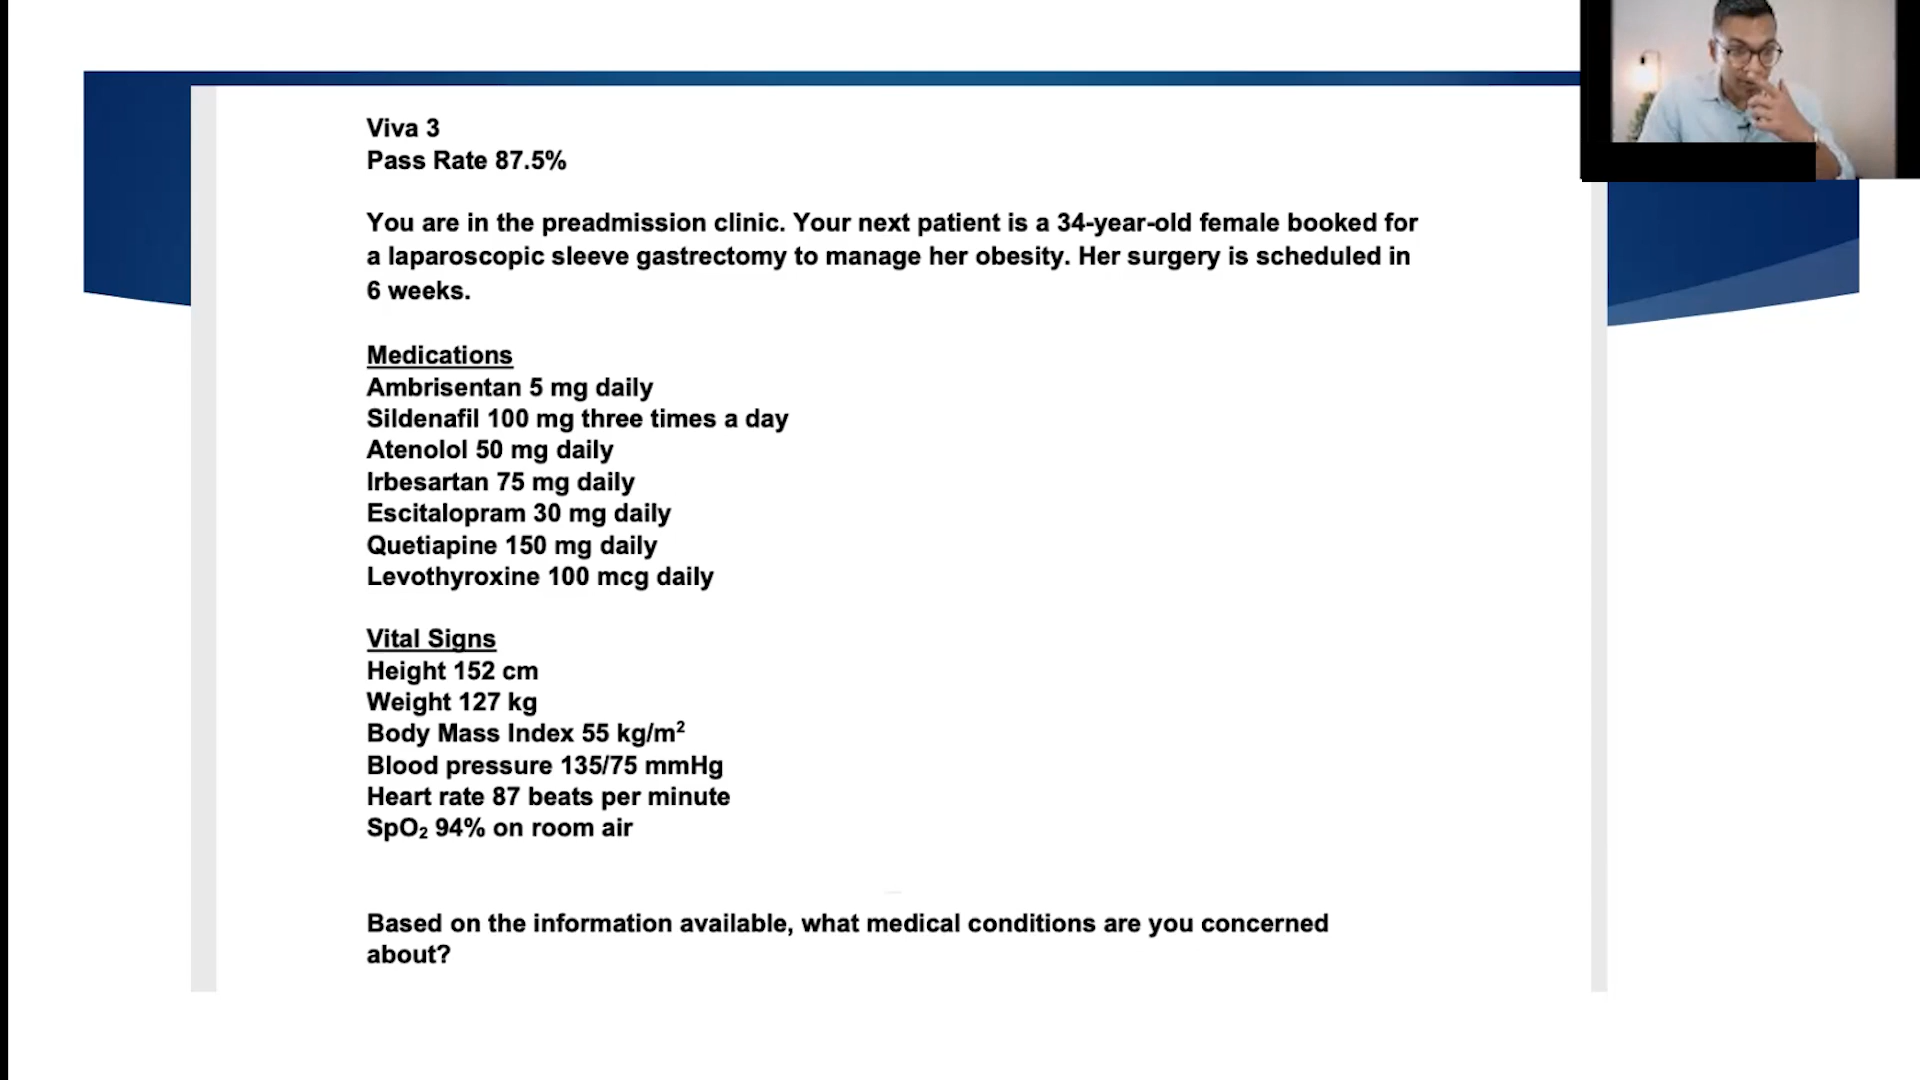 Viva 3
Pass Rate 87.5%
You are in the preadmission clinic. Your next patient is a 34-year-old female booked for
a laparoscopic sleeve gastrectomy to manage her obesity. Her surgery is scheduled in
6 weeks.
Medications
Ambrisentan 5 mg daily
Sildenafil 100 mg three times a day
Atenolol 50 mg daily
Irbesartan 75 mg daily
Escitalopram 30 mg daily
Quetiapine 150 mg daily
Levothyroxine 100 mcg daily
Vital Signs
Height 152 cm
Weight 127 kg
Body Mass Index 55 kg/m²
Blood pressure 135/75 mmHg
Heart rate 87 beats per minute
SpO₂ 94% on room air
Based on the information available, what medical conditions are you concerned
about?